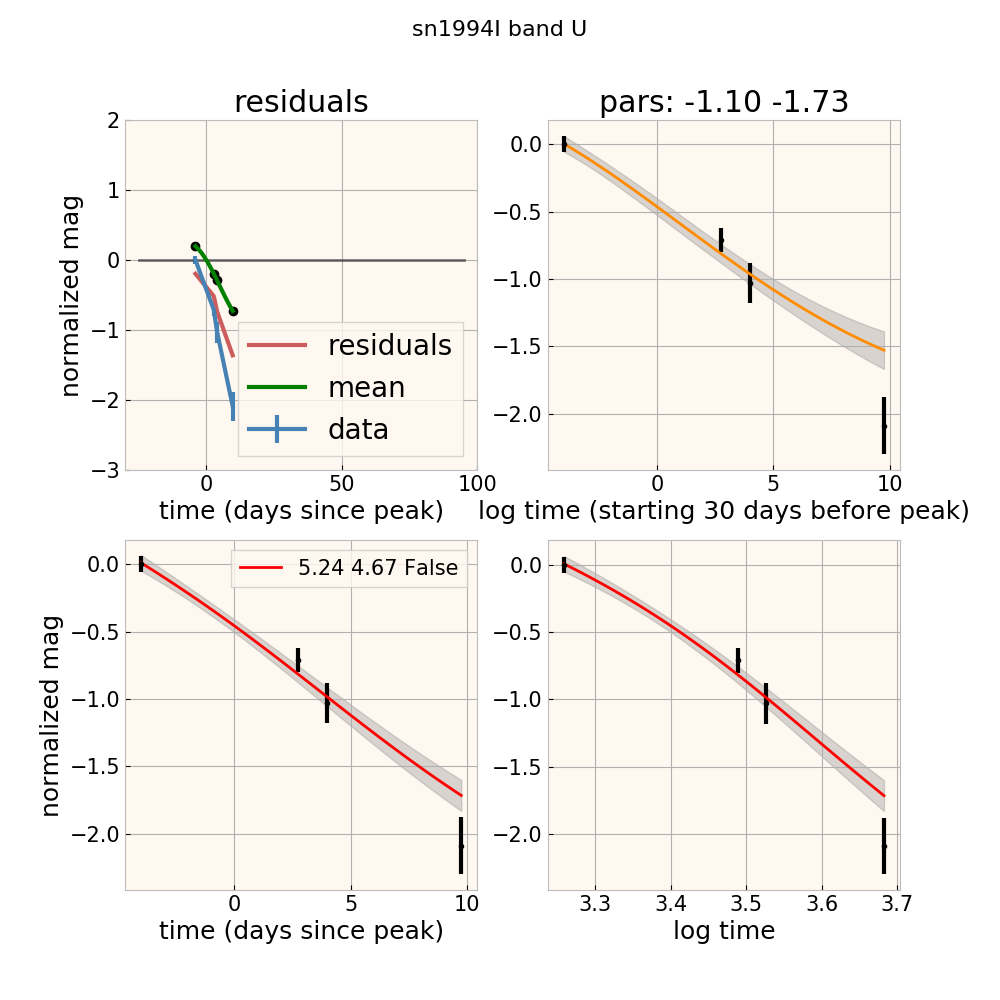 sn1994I band U
residuals
pars: -1.10 -1.73
normalized mag
2
1
0
−1
−2
−3
residuals
mean
data
0
50
100
time (days since peak)
0.0
−0.5
−1.0
−1.5
−2.0
0
5
10
log time (starting 30 days before peak)
normalized mag
0.0
−0.5
−1.0
−1.5
−2.0
5.24 4.67 False
0
5
10
time (days since peak)
0.0
−0.5
−1.0
−1.5
−2.0
3.3
3.4
3.5
3.6
3.7
log time